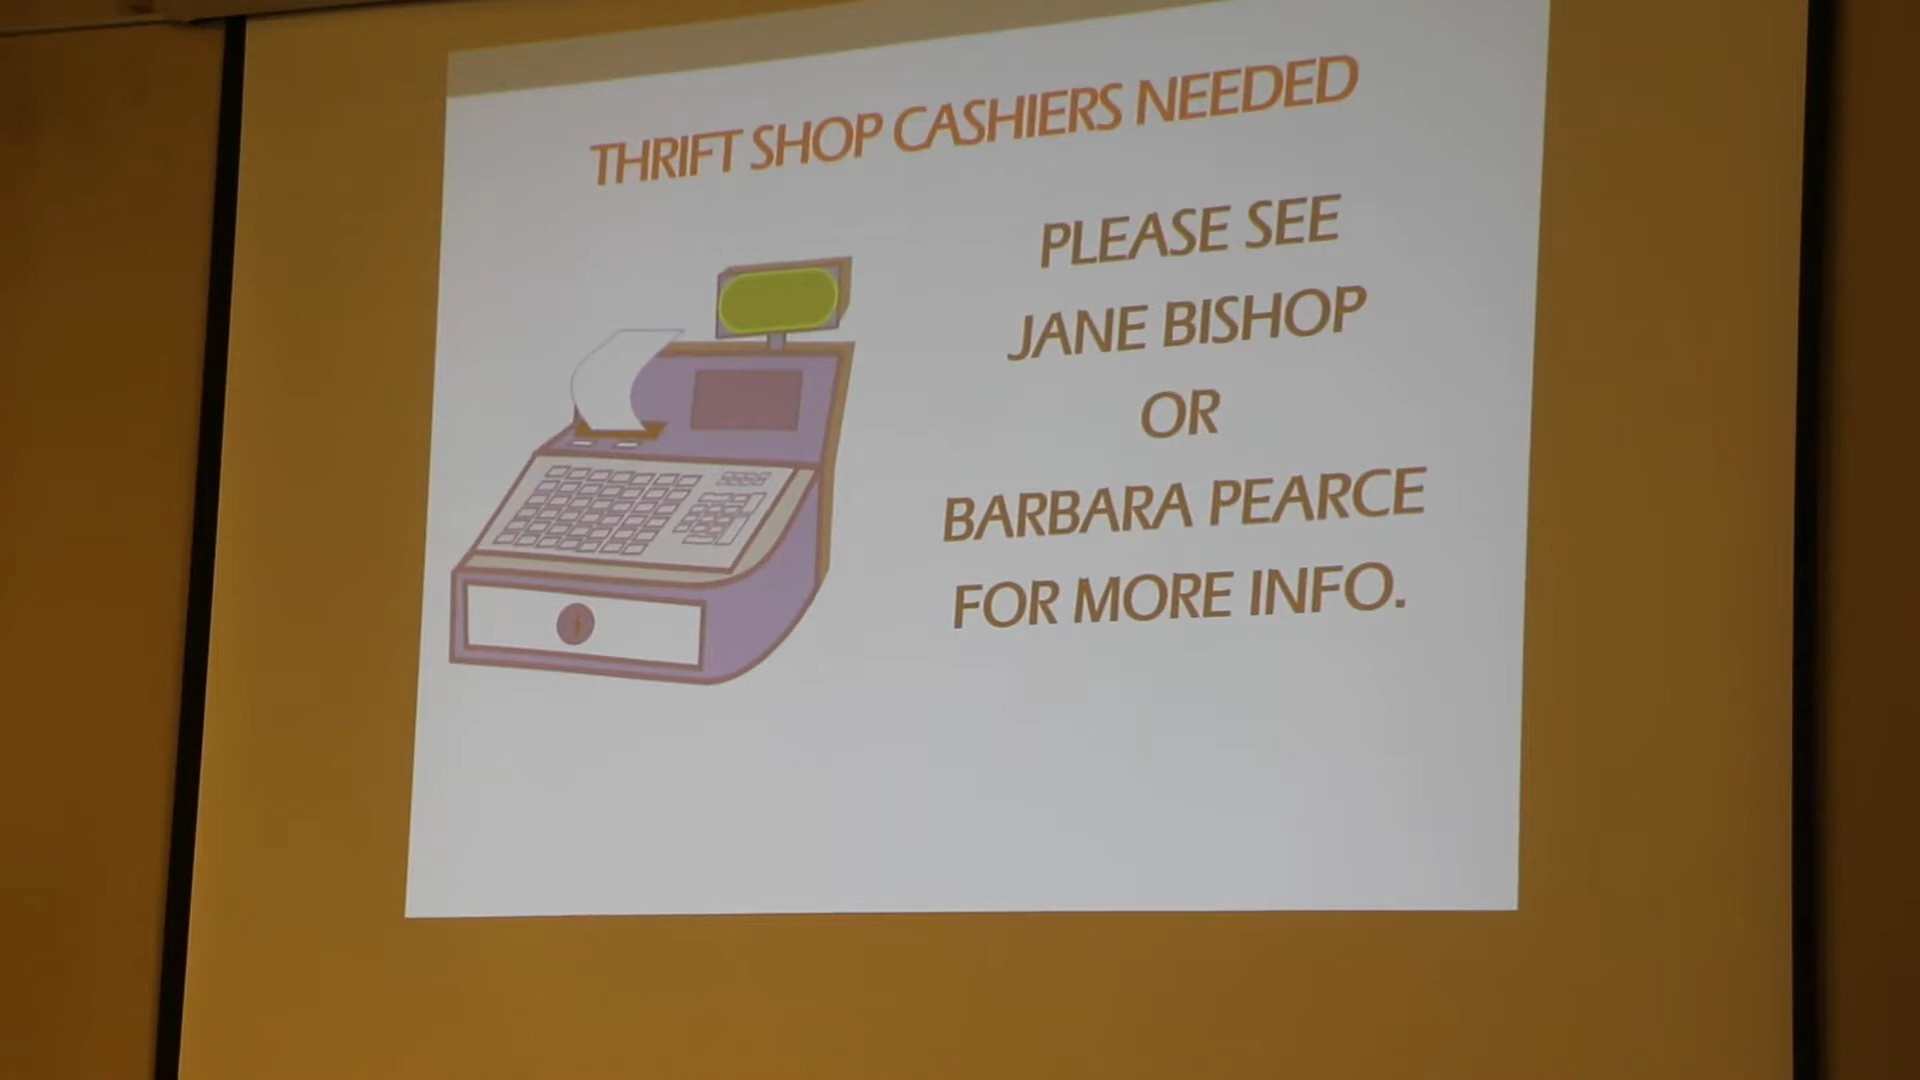 THRIFT SHOP CASHIERS NEEDED
PLEASE SEE
JANE BISHOP
OR
BARBARA PEARCE
FOR MORE INFO.